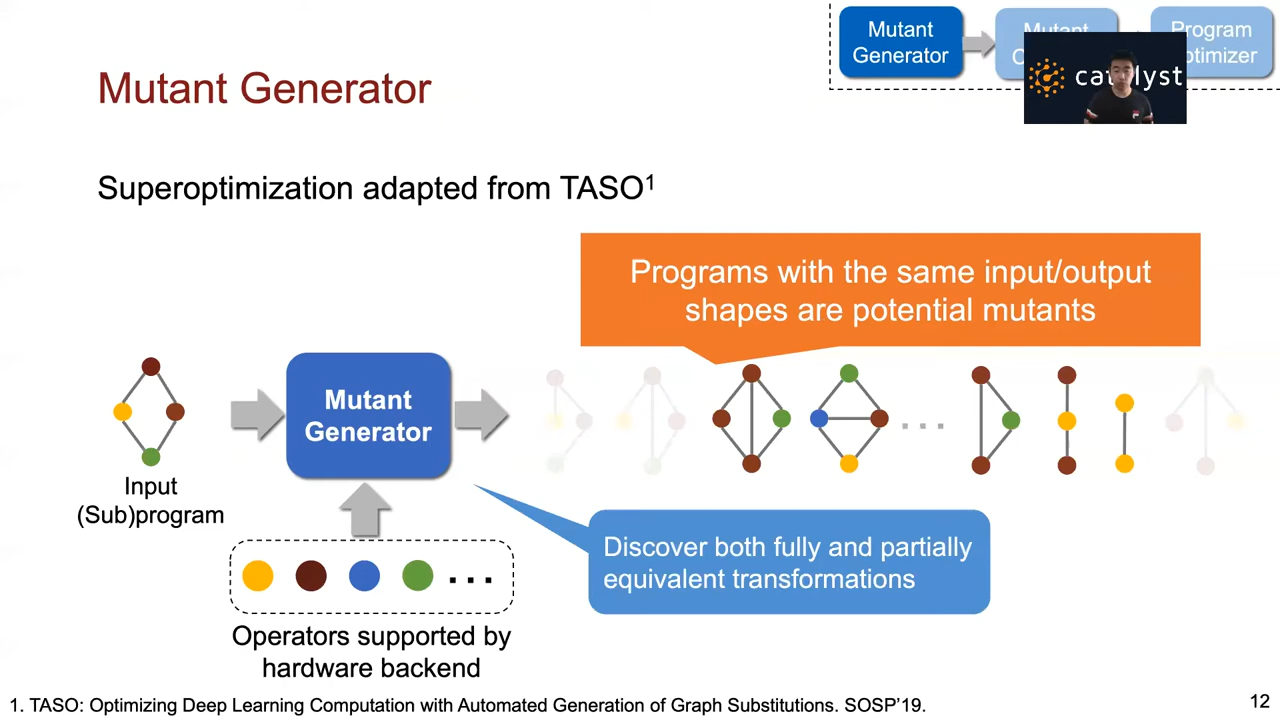 Mutant
Generator
Program
catalyst
Mutant Generator
Superoptimization adapted from TASO1
Programs with the same input/output
shapes are potential mutants
Mutant
Generator
...
Input
(Sub)program
Discover both fully and partially
equivalent transformations
...
Operators supported by
hardware backend
1. TASO: Optimizing Deep Learning Computation with Automated Generation of Graph Substitutions. SOSP'19.
12